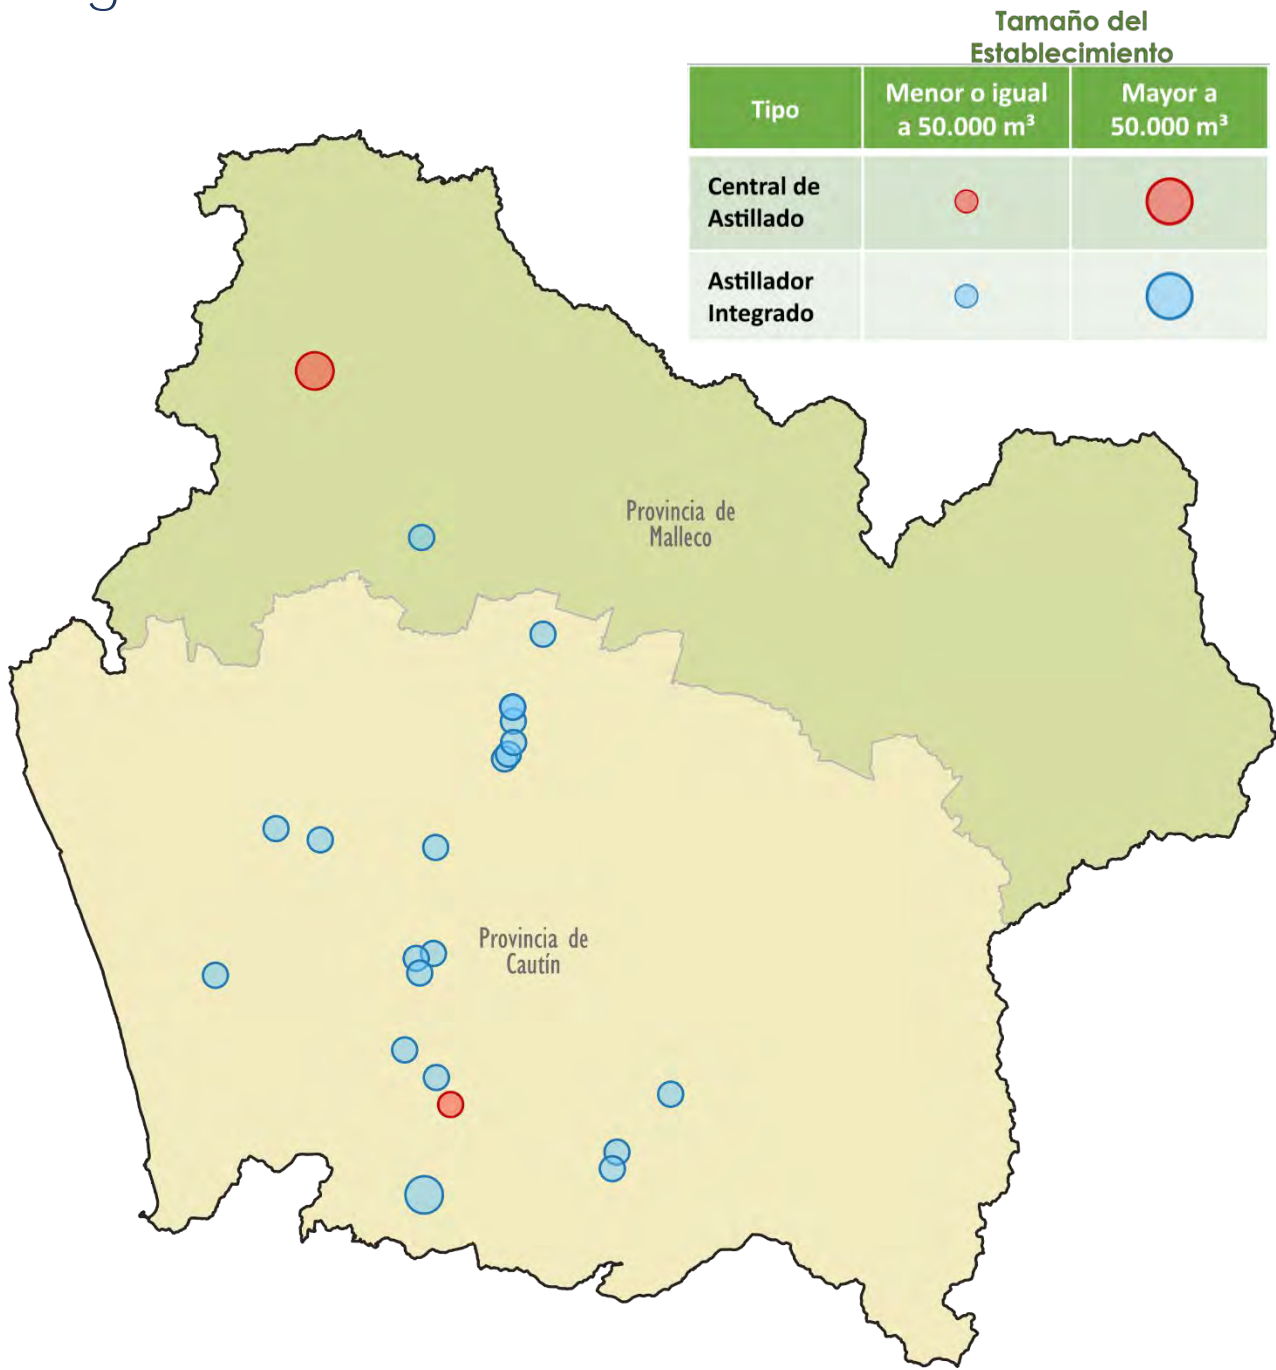 Tamaño del
Establecimiento
Tipo
Menor o igual
a 50.000 m³
Mayor a
50.000 m³
Central de
Astillado
Astillador
Integrado
Provincia de
Malleco
Provincia de
Cautín